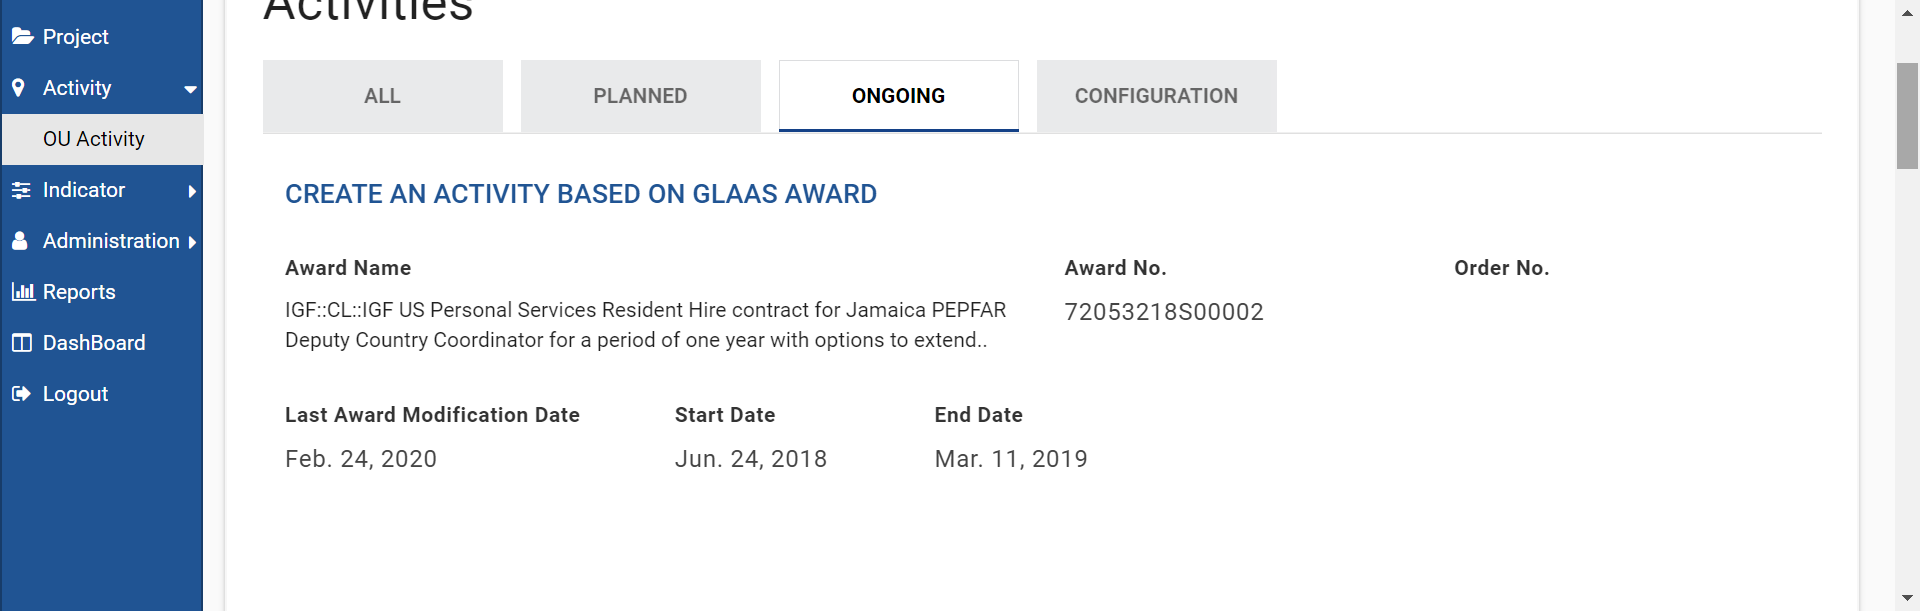 Activities
Project
Activity
OU Activity
Indicator
Administration
Reports
DashBoard
Logout
ALL
PLANNED
ONGOING
CONFIGURATION
CREATE AN ACTIVITY BASED ON GLAAS AWARD
Award Name
IGF::CL::IGF US Personal Services Resident Hire contract for Jamaica PEPFAR
Deputy Country Coordinator for a period of one year with options to extend..
Award No.
72053218S00002
Order No.
Last Award Modification Date
Feb. 24, 2020
Start Date
Jun. 24, 2018
End Date
Mar. 11, 2019